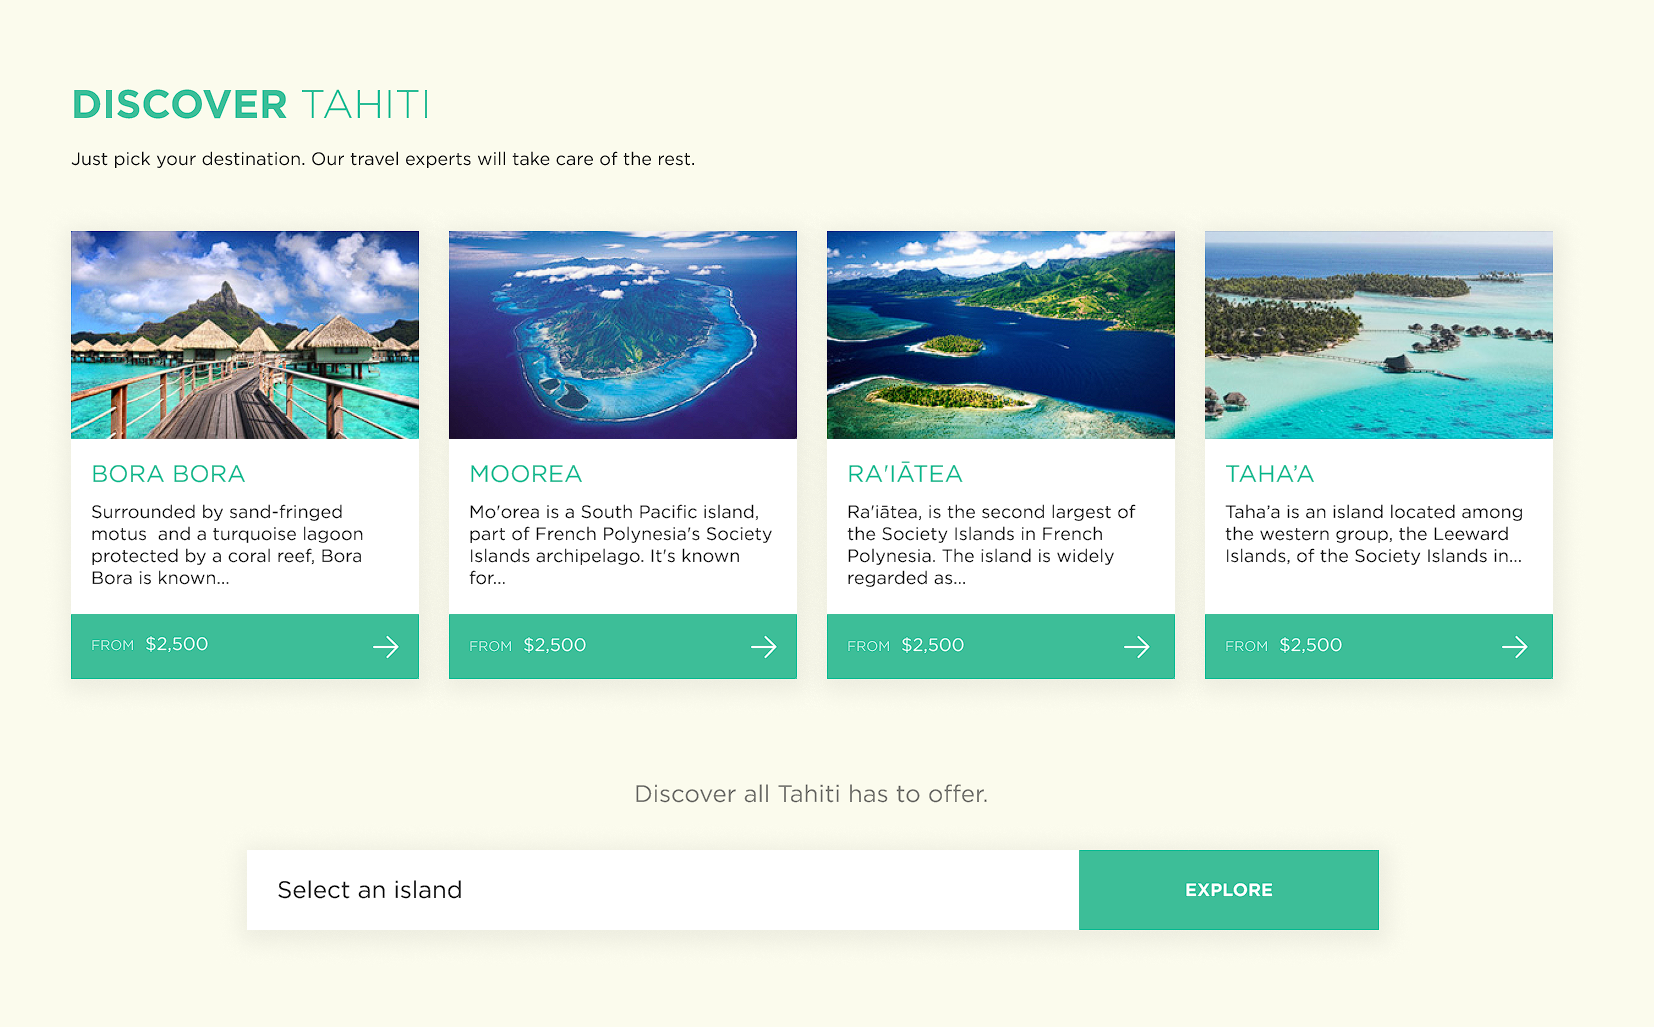 DISCOVER TAHITI
Just pick your destination. Our travel experts will take care of the rest.
BORA BORA
Surrounded by sand-fringed
motus  and a turquoise lagoon
protected by a coral reef, Bora
Bora is known...
FROM $2,500
MOOREA
Mo'orea is a South Pacific island,
part of French Polynesia's Society
Islands archipelago. It's known
for...
FROM $2,500
RA'IĀTEA
Ra'iātea, is the second largest of
the Society Islands in French
Polynesia. The island is widely
regarded as...
FROM $2,500
TAHA’A
Taha’a is an island located among
the western group, the Leeward
Islands, of the Society Islands in...
FROM $2,500
Discover all Tahiti has to offer.
Select an island
EXPLORE